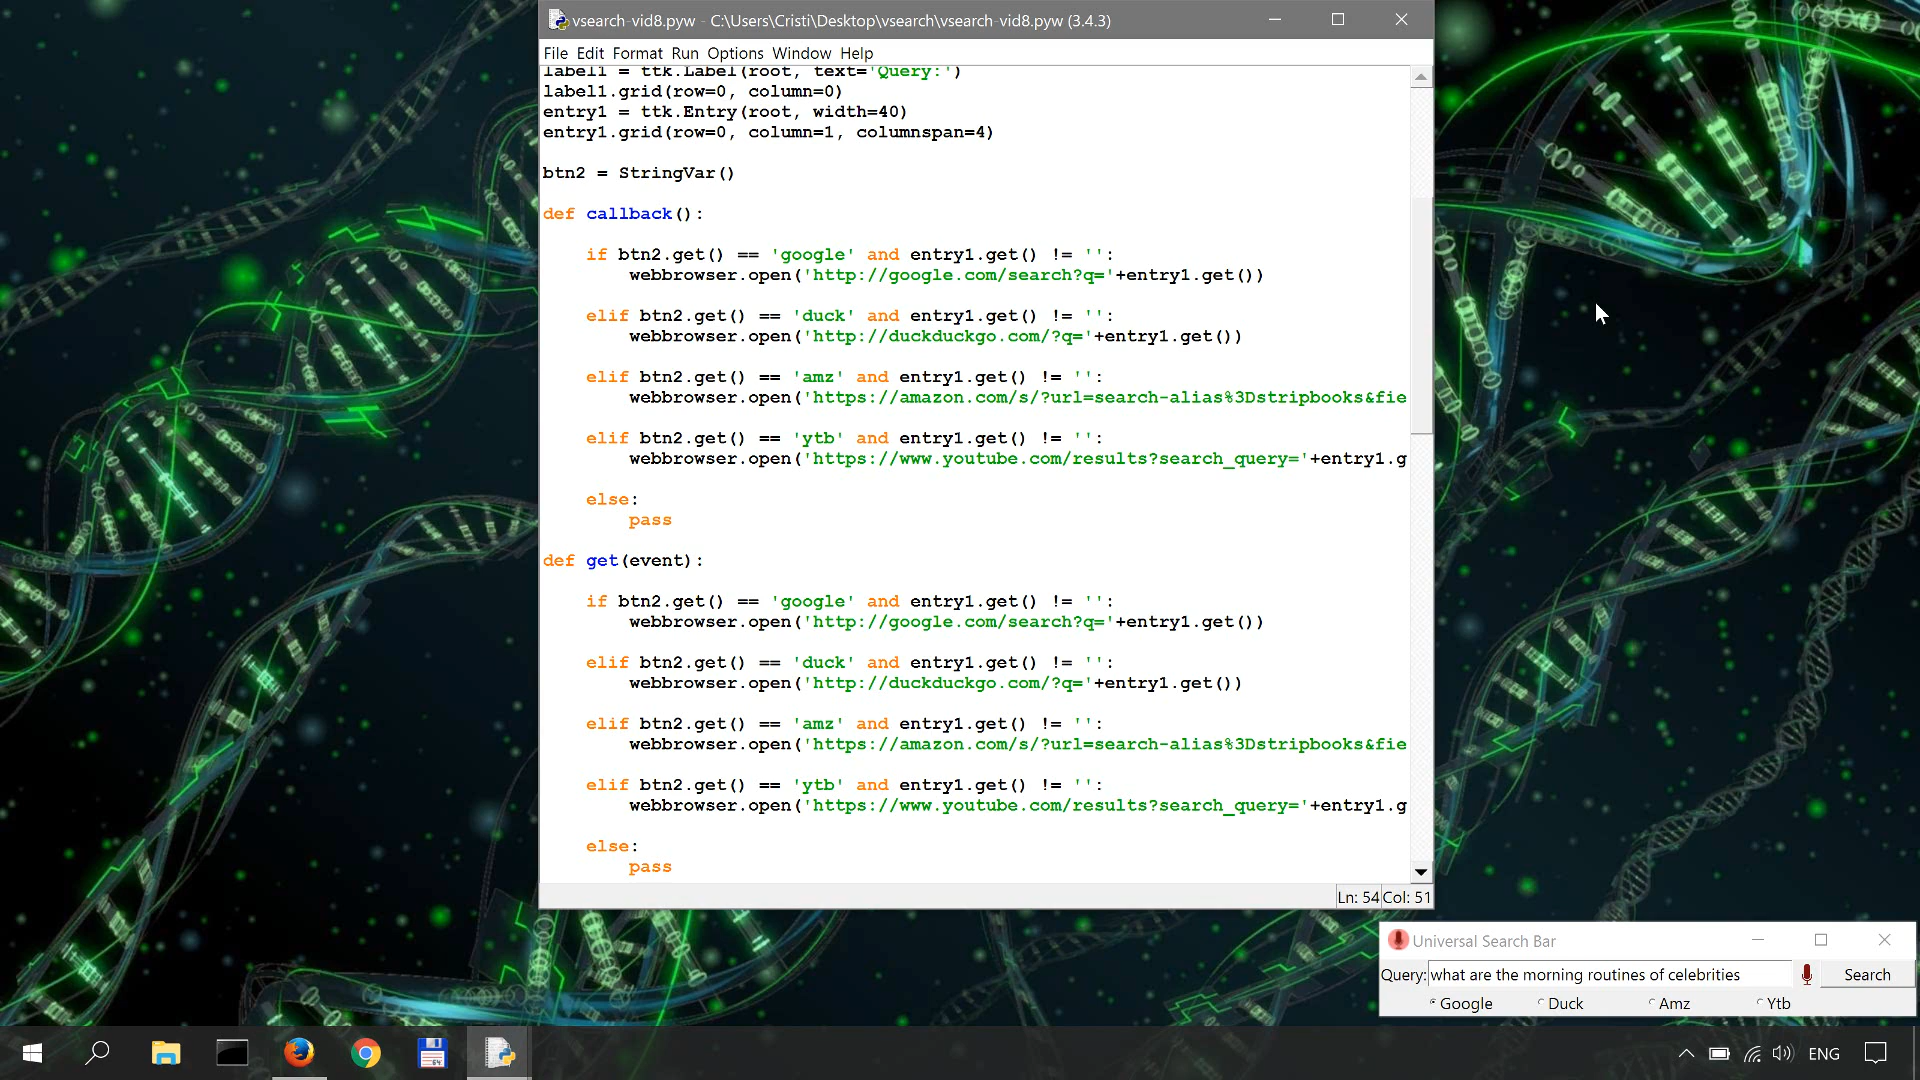 vsearch-vid8.pyw - C:\Users\Cristi\Desktop\vsearch\vsearch-vid8.pyw (3.4.3)
File Edit Format Run Options Window Help
label1 = ttk.Label(root, text='Query:')
label1.grid(row=0, column=0)
entry1 = ttk.Entry(root, width=40)
entry1.grid(row=0, column=1, columnspan=4)
btn2 = StringVar()
def callback():
if btn2.get() == 'google' and entry1.get() != '':
webbrowser.open('http://google.com/search?q='+entry1.get())
elif btn2.get() == 'duck' and entry1.get() != '':
webbrowser.open('http://duckduckgo.com/?q='+entry1.get())
elif btn2.get() == 'amz' and entry1.get() != '':
webbrowser.open('https://amazon.com/s/?url=search-alias%3Dstripbooks&fie
elif btn2.get() == 'ytb' and entry1.get() != '':
webbrowser.open('https://www.youtube.com/results?search_query='+entry1.g
else:
pass
def get(event):
if btn2.get() == 'google' and entry1.get() != '':
webbrowser.open('http://google.com/search?q='+entry1.get())
elif btn2.get() == 'duck' and entry1.get() != '':
webbrowser.open('http://duckduckgo.com/?q='+entry1.get())
elif btn2.get() == 'amz' and entry1.get() != '':
webbrowser.open('https://amazon.com/s/?url=search-alias%3Dstripbooks&fie
elif btn2.get() == 'ytb' and entry1.get() != '':
webbrowser.open('https://www.youtube.com/results?search_query='+entry1.g
else:
pass
Ln: 54 Col: 51
Universal Search Bar
Query: what are the morning routines of celebrities Search
Google Duck Amz Ytb
64
ENG